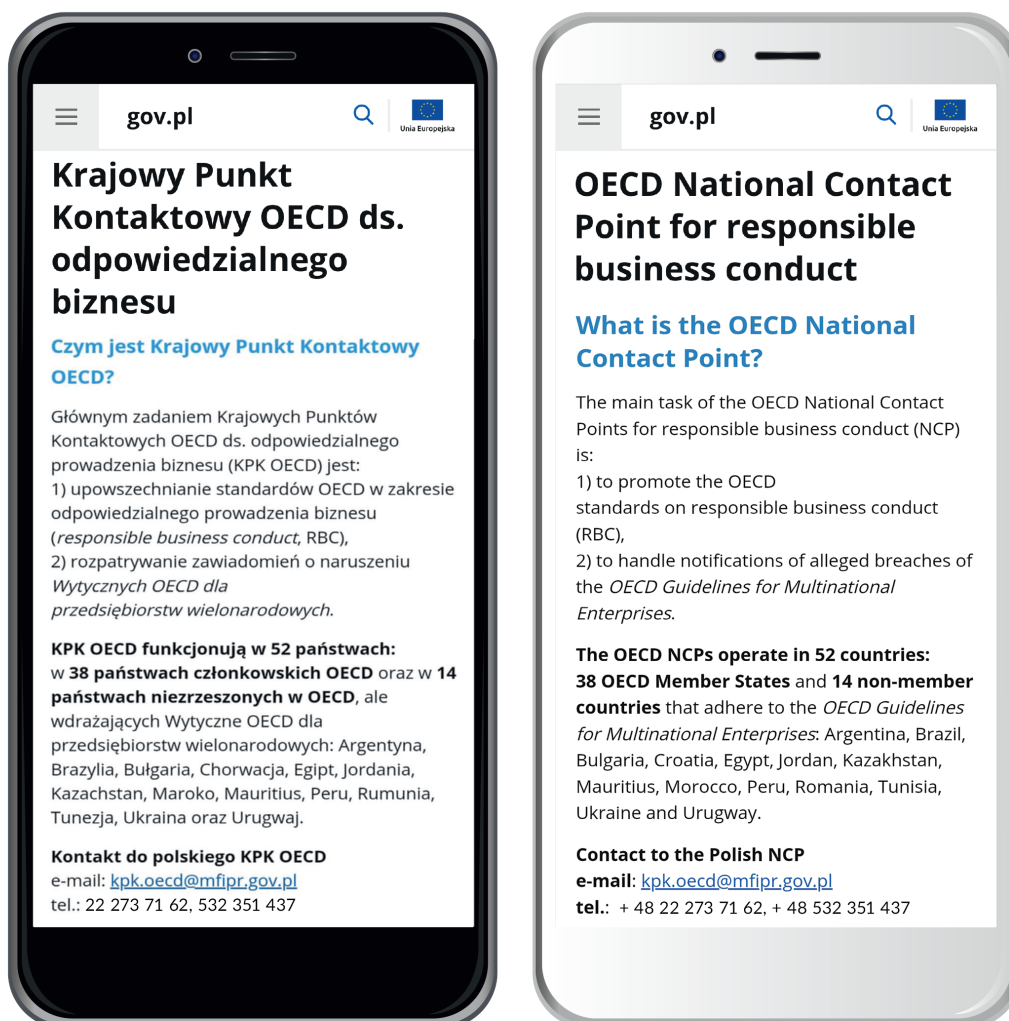 gov.pl
Unia Europejska
Krajowy Punkt
Kontaktowy OECD ds.
odpowiedzialnego
biznesu
Czym jest Krajowy Punkt Kontaktowy
OECD?
Głównym zadaniem Krajowych Punktów
Kontaktowych OECD ds. odpowiedzialnego
prowadzenia biznesu (KPK OECD) jest:
1) upowszechnianie standardów OECD w zakresie
odpowiedzialnego prowadzenia biznesu
(responsible business conduct, RBC),
2) rozpatrywanie zawiadomień o naruszeniu
Wytycznych OECD dla
przedsiębiorstw wielonarodowych.
KPK OECD funkcjonują w 52 państwach:
w 38 państwach członkowskich OECD oraz w 14
państwach niezrzeszonych w OECD, ale
wdrażających Wytyczne OECD dla
przedsiębiorstw wielonarodowych: Argentyna,
Brazylia, Bułgaria, Chorwacja, Egipt, Jordania,
Kazachstan, Maroko, Mauritius, Peru, Rumunia,
Tunezja, Ukraina oraz Urugwaj.
Kontakt do polskiego KPK OECD
e-mail: kpk.oecd@mfipr.gov.pl
tel.: 22 273 71 62, 532 351 437
gov.pl
Unia Europejska
OECD National Contact
Point for responsible
business conduct
What is the OECD National
Contact Point?
The main task of the OECD National Contact
Points for responsible business conduct (NCP)
is:
1) to promote the OECD
standards on responsible business conduct
(RBC),
2) to handle notifications of alleged breaches of
the OECD Guidelines for Multinational
Enterprises.
The OECD NCPs operate in 52 countries:
38 OECD Member States and 14 non-member
countries that adhere to the OECD Guidelines
for Multinational Enterprises: Argentina, Brazil,
Bulgaria, Croatia, Egypt, Jordan, Kazakhstan,
Mauritius, Morocco, Peru, Romania, Tunisia,
Ukraine and Urugway.
Contact to the Polish NCP
e-mail: kpk.oecd@mfipr.gov.pl
tel.: + 48 22 273 71 62, + 48 532 351 437